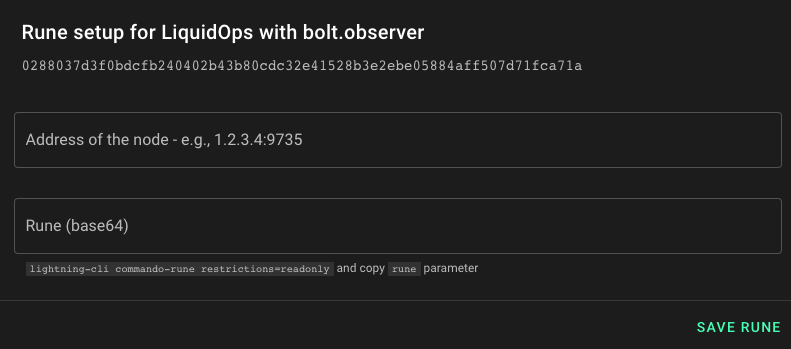 Rune setup for LiquidOps with bolt.observer
0288037d3f0bdcfb240402b43b80cdc32e41528b3e2ebe05884aff507d71fca71a
Address of the node - e.g., 1.2.3.4:9735
Rune (base64)
lightning-cli commando-rune restrictions=readonly and copy rune parameter
SAVE RUNE